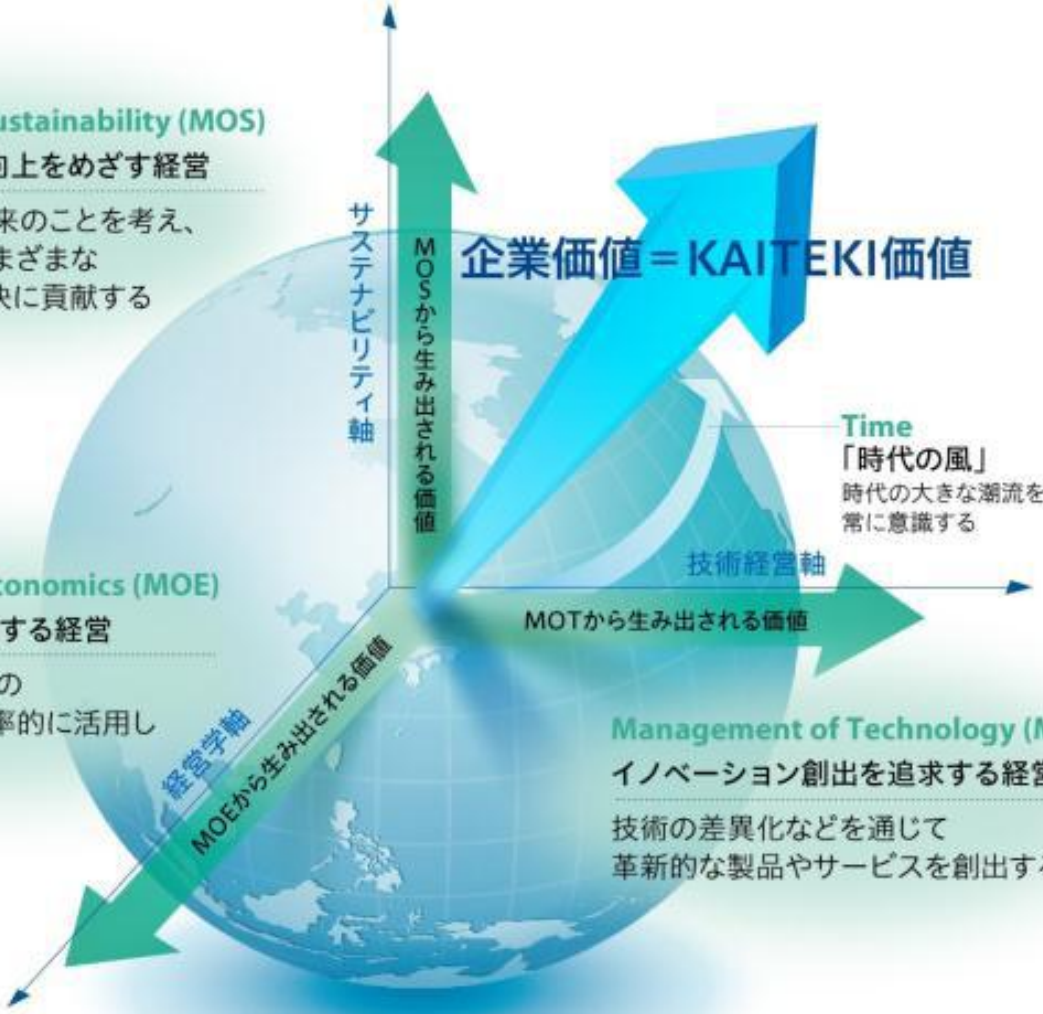 ustainability (MOS)
向上をめざす経営
来のことを考え、
まざまな
決に貢献する
サステナビリティ軸
MOSから生み出される価値
企業価値=KAITEKI価値
Time
「時代の風」
時代の大きな潮流を
常に意識する
技術経営軸
MOTから生み出される価値
conomics (MOE)
する経営
の
率的に活用し
経営学軸
MOEから生み出される価値
Management of Technology (M
イノベーション創出を追求する経営
技術の差異化などを通じて
革新的な製品やサービスを創出する